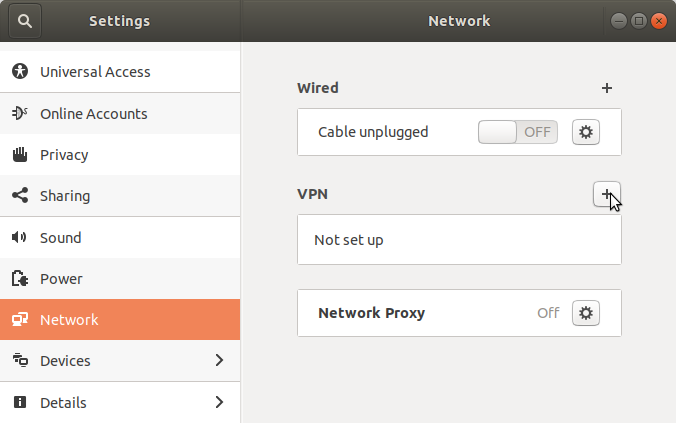 Settings
Network
Universal Access
Online Accounts
Privacy
Sharing
Sound
Power
Network
Devices
Details
Wired
Cable unplugged OFF
VPN
Not set up
Network Proxy Off